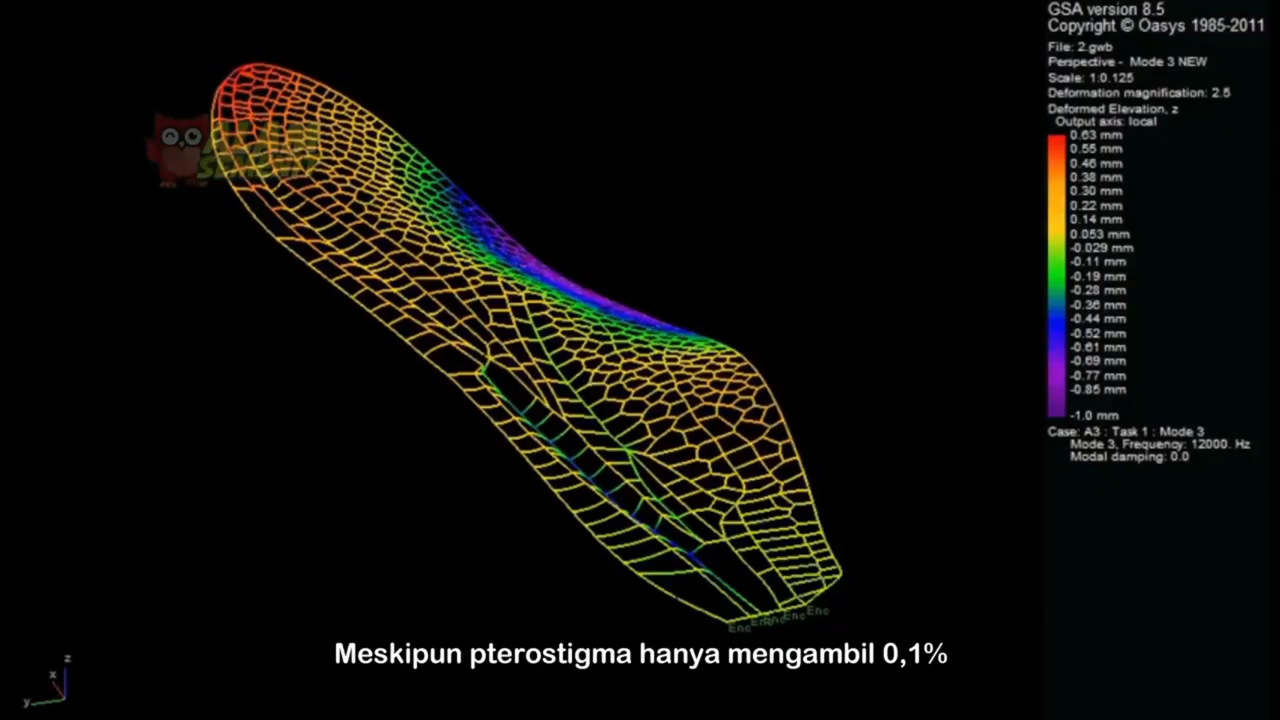 GSA version 8.5
Copyright © Oasys 1985-2011
File: 2.gwb
Perspective - Mode 3 NEW
Scale: 1:0.125
Deformation magnification: 2.5
Deformed Elevation, z
Output axis: local
0.63 mm
0.55 mm
0.46 mm
0.38 mm
0.30 mm
0.22 mm
0.14 mm
0.053 mm
-0.029 mm
-0.11 mm
-0.19 mm
-0.28 mm
-0.36 mm
-0.44 mm
-0.52 mm
-0.61 mm
-0.69 mm
-0.77 mm
-0.85 mm
-1.0 mm
Case: A3 : Task 1 : Mode 3
Mode 3, Frequency: 12000. Hz
Modal damping: 0.0
Enc Enc Enc
Meskipun pterostigma hanya mengambil 0,1%
z
x
y